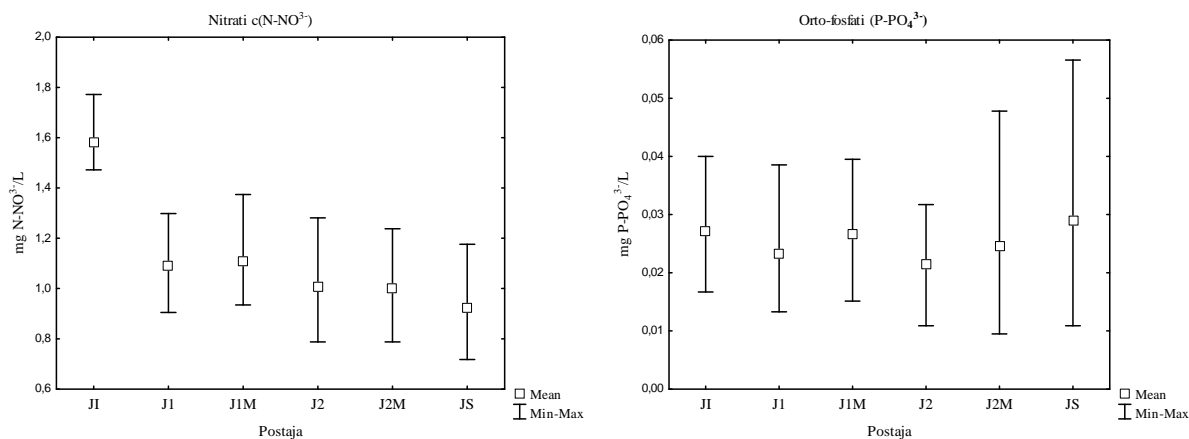 Nitrati c(N-NO³⁻)
2,0
1,8
1,6
1,4
1,2
1,0
0,8
0,6
mg N-NO³⁻/L
JI J1 J1M J2 J2M JS
Postaja
Mean
Min-Max
Orto-fosfati (P-PO₄³⁻)
0,06
0,05
0,04
0,03
0,02
0,01
0,00
mg P-PO₄³⁻/L
JI J1 J1M J2 J2M JS
Postaja
Mean
Min-Max